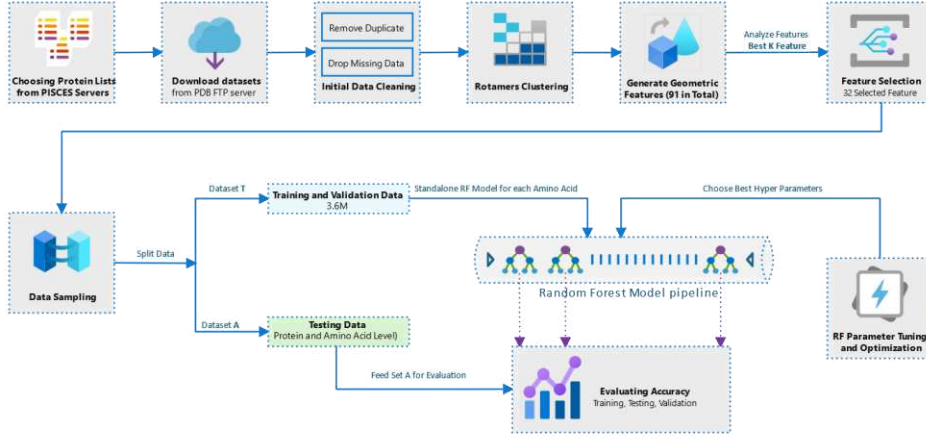 Choosing Protein Lists
from PISCES Servers
Download datasets
from PDB FTP server
Remove Duplicate
Drop Missing Data
Initial Data Cleaning
Rotamers Clustering
Generate Geometric
Features (91 in Total)
Analyze Features
Best K Feature
Feature Selection
32 Selected Feature
Data Sampling
Split Data
Dataset T
Training and Validation Data
3.6M
Standalone RF Model for each Amino Acid
Choose Best Hyper Parameters
Random Forest Model pipeline
RF Parameter Tuning
and Optimization
Dataset A
Testing Data
Protein and Amino Acid Level)
Feed Set A for Evaluation
Evaluating Accuracy
Training, Testing, Validation